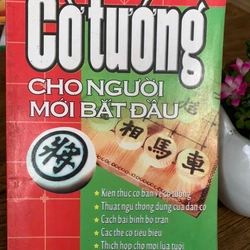 Cờ tướng
CHO NGƯỜI
MỚI BẮT ĐẦU
將
相 馬 車
• Kiến thức cơ bản về cờ tướng
• Thuật ngữ thông dụng của dân cờ
• Cách bài binh bố trận
• Các thế cờ tiêu biểu
• Thích hợp cho mọi lứa tuổi